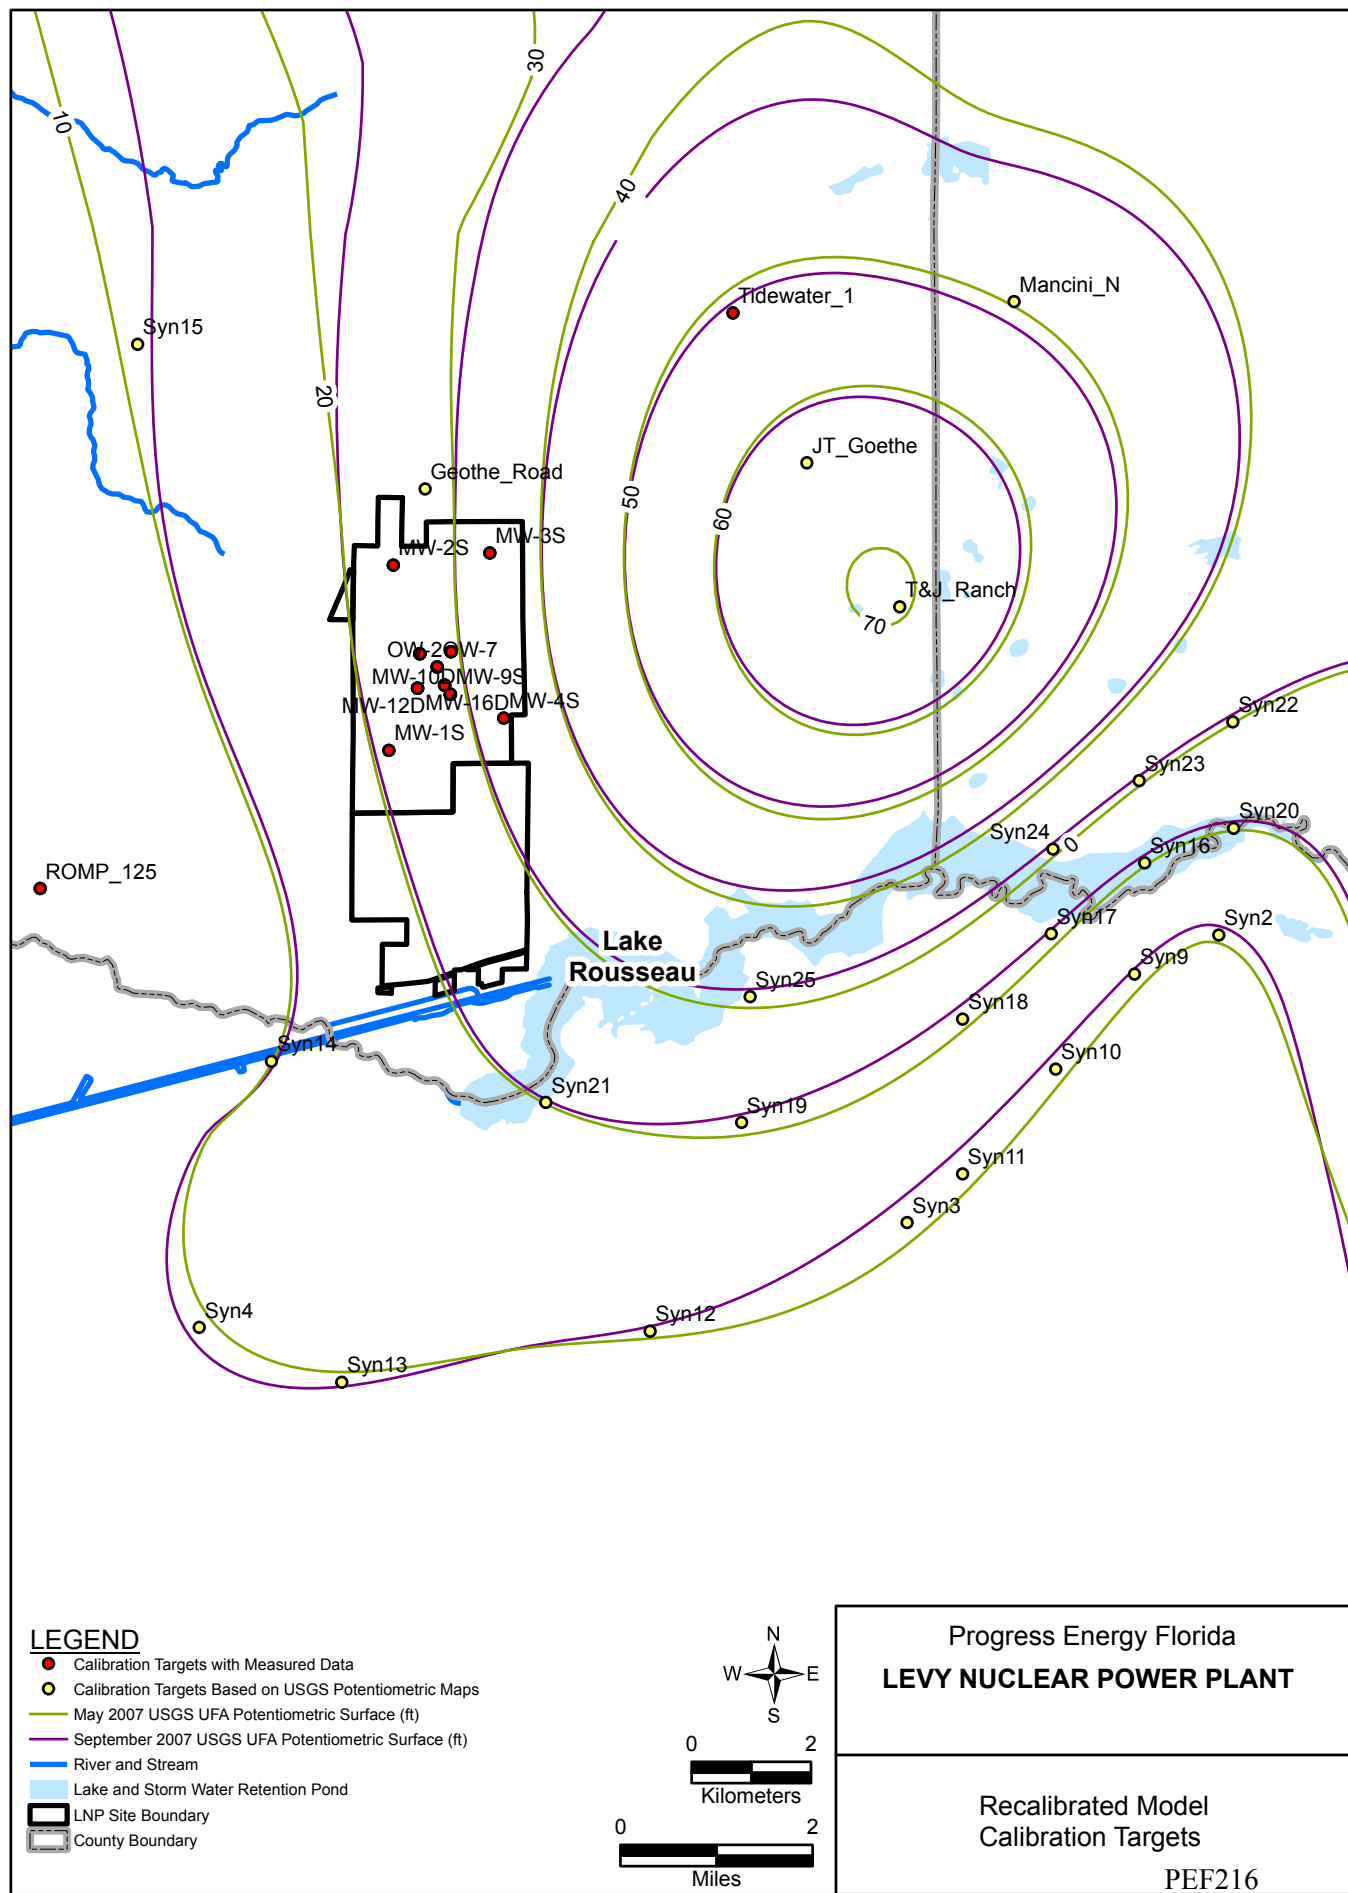 30
10
40
Mancini_N
Tidewater_1
Syn15
20
JT_Goethe
Geothe_Road
50
60
MW-3S
MW-2S
T&J_Ranch
70
OW-2
OW-7
MW-10D
MW-9S
MW-12D
MW-16D
MW-4S
Syn22
MW-1S
Syn23
Syn20
Syn24
0
Syn16
ROMP_125
Syn17
Syn2
Lake
Rousseau
Syn9
Syn25
Syn18
Syn14
Syn10
Syn21
Syn19
Syn11
Syn3
Syn4
Syn12
Syn13
LEGEND
Calibration Targets with Measured Data
Calibration Targets Based on USGS Potentiometric Maps
May 2007 USGS UFA Potentiometric Surface (ft)
September 2007 USGS UFA Potentiometric Surface (ft)
River and Stream
Lake and Storm Water Retention Pond
LNP Site Boundary
County Boundary
N
W E
S
0 2
Kilometers
0 2
Miles
Progress Energy Florida
LEVY NUCLEAR POWER PLANT
Recalibrated Model
Calibration Targets
PEF216